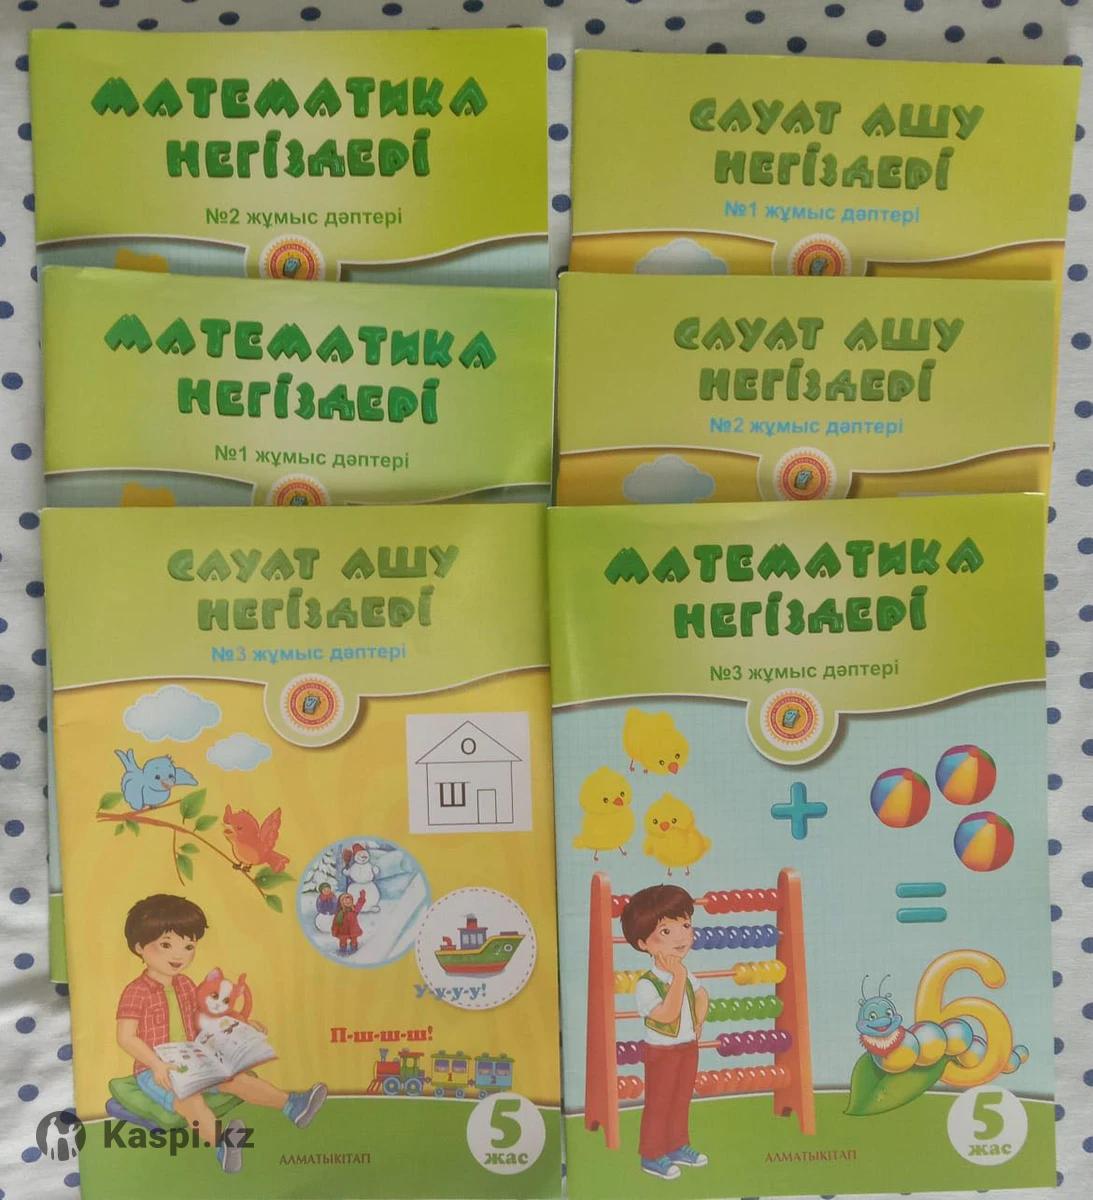 МАТЕМАТИКА
НЕГІЗДЕРІ
№2 жұмыс дәптері
САУАТ АШУ
НЕГІЗДЕРІ
№1 жұмыс дәптері
МАТЕМАТИКА
НЕГІЗДЕРІ
№1 жұмыс дәптері
САУАТ АШУ
НЕГІЗДЕРІ
№2 жұмыс дәптері
САУАТ АШУ
НЕГІЗДЕРІ
№3 жұмыс дәптері
О
Ш
У-у-у-у!
П-ш-ш-ш!
5
жас
АЛМАТЫКІТАП
МАТЕМАТИКА
НЕГІЗДЕРІ
№3 жұмыс дәптері
+
=
6
5
жас
АЛМАТЫКІТАП
Kaspi.kz